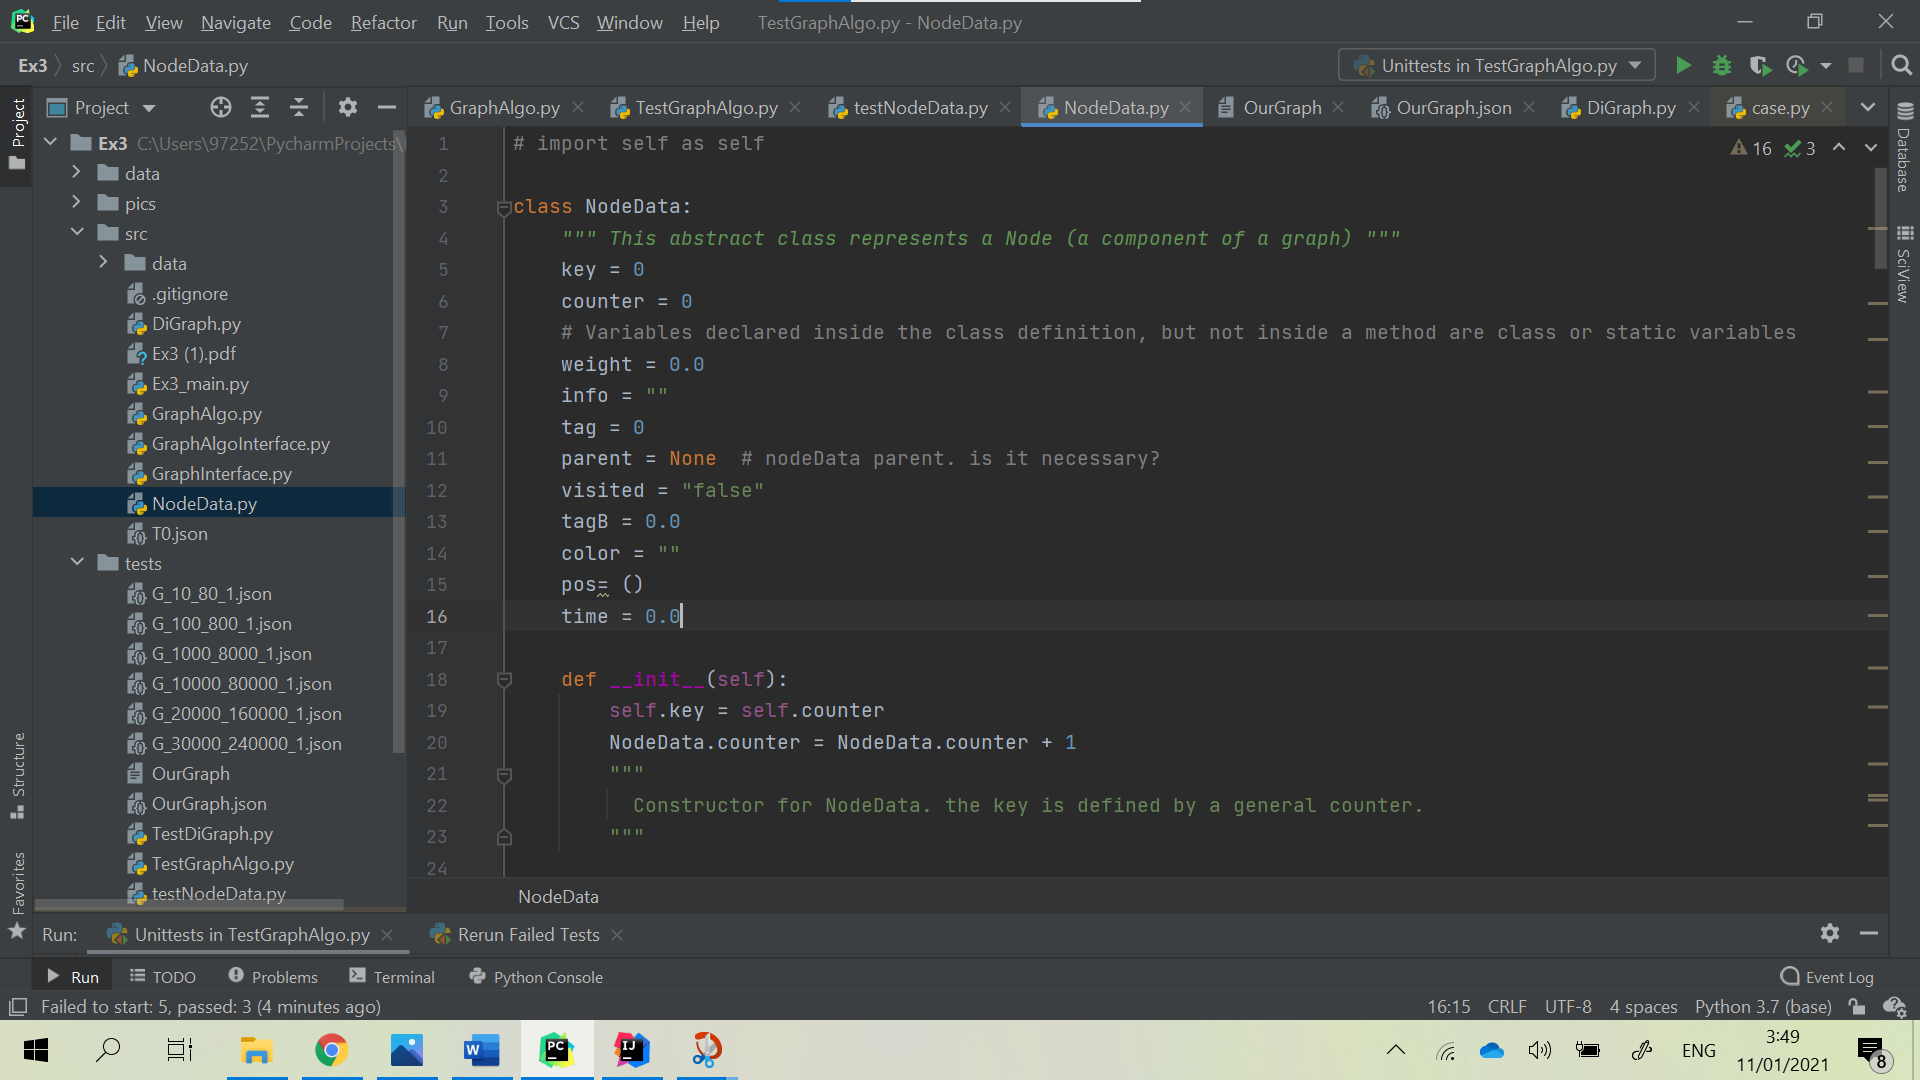 File Edit View Navigate Code Refactor Run Tools VCS Window Help TestGraphAlgo.py - NodeData.py
Ex3 src NodeData.py
Unittests in TestGraphAlgo.py
Project
GraphAlgo.py TestGraphAlgo.py testNodeData.py NodeData.py OurGraph OurGraph.json DiGraph.py case.py
Project
Structure
Favorites
Ex3 C:\Users\97252\PycharmProjects\
data
pics
src
data
.gitignore
DiGraph.py
Ex3 (1).pdf
Ex3_main.py
GraphAlgo.py
GraphAlgoInterface.py
GraphInterface.py
NodeData.py
T0.json
tests
G_10_80_1.json
G_100_800_1.json
G_1000_8000_1.json
G_10000_80000_1.json
G_20000_160000_1.json
G_30000_240000_1.json
OurGraph
OurGraph.json
TestDiGraph.py
TestGraphAlgo.py
testNodeData.py
16 3
1 # import self as self
2
3 class NodeData:
4 """ This abstract class represents a Node (a component of a graph) """
5 key = 0
6 counter = 0
7 # Variables declared inside the class definition, but not inside a method are class or static variables
8 weight = 0.0
9 info = ""
10 tag = 0
11 parent = None # nodeData parent. is it necessary?
12 visited = "false"
13 tagB = 0.0
14 color = ""
15 pos= ()
16 time = 0.0
17
18 def __init__(self):
19 self.key = self.counter
20 NodeData.counter = NodeData.counter + 1
21 """
22 Constructor for NodeData. the key is defined by a general counter.
23 """
24
NodeData
Database
SciView
Run: Unittests in TestGraphAlgo.py Rerun Failed Tests
Run TODO Problems Terminal Python Console Event Log
Failed to start: 5, passed: 3 (4 minutes ago) 16:15 CRLF UTF-8 4 spaces Python 3.7 (base)
W PC IJ
ENG
3:49
11/01/2021
8